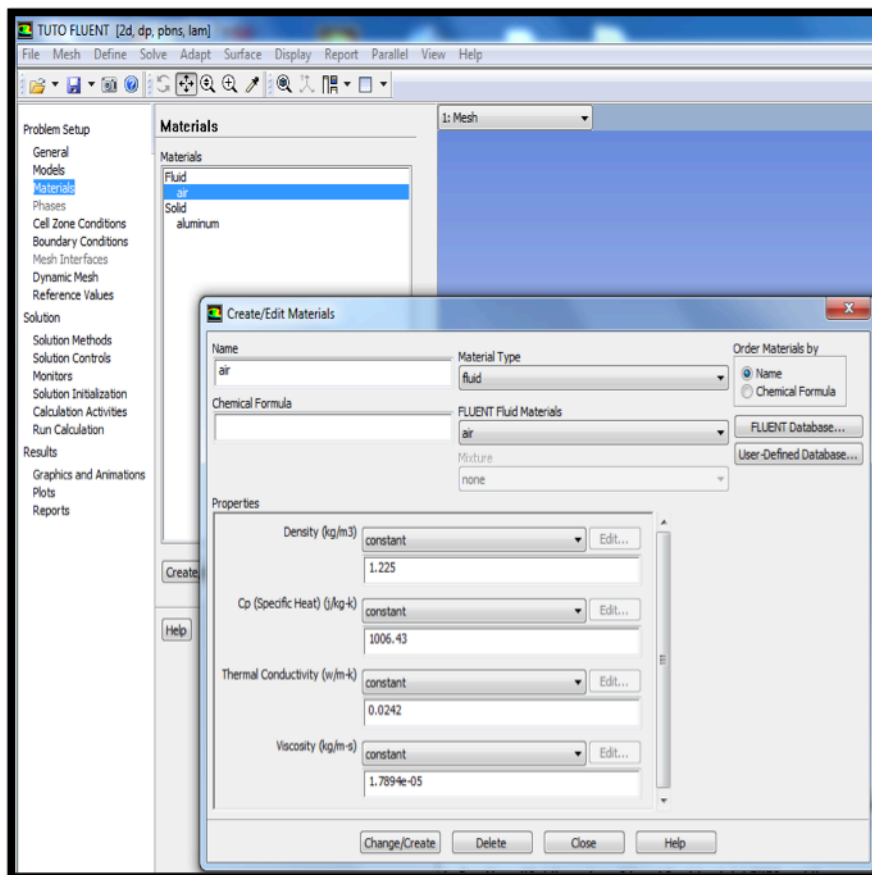 TUTO FLUENT [2d, dp, pbns, lam]
File Mesh Define Solve Adapt Surface Display Report Parallel View Help
Problem Setup
General
Models
Materials
Phases
Cell Zone Conditions
Boundary Conditions
Mesh Interfaces
Dynamic Mesh
Reference Values
Solution
Solution Methods
Solution Controls
Monitors
Solution Initialization
Calculation Activities
Run Calculation
Results
Graphics and Animations
Plots
Reports
Materials
Materials
Fluid
air
Solid
aluminum
Create
Help
1: Mesh
Create/Edit Materials
X
Name
air
Chemical Formula
Material Type
fluid
FLUENT Fluid Materials
air
Mixture
none
Order Materials by
Name
Chemical Formula
FLUENT Database...
User-Defined Database...
Properties
Density (kg/m3) constant Edit...
1.225
Cp (Specific Heat) (j/kg-k) constant Edit...
1006.43
Thermal Conductivity (w/m-k) constant Edit...
0.0242
Viscosity (kg/m-s) constant Edit...
1.7894e-05
Change/Create Delete Close Help